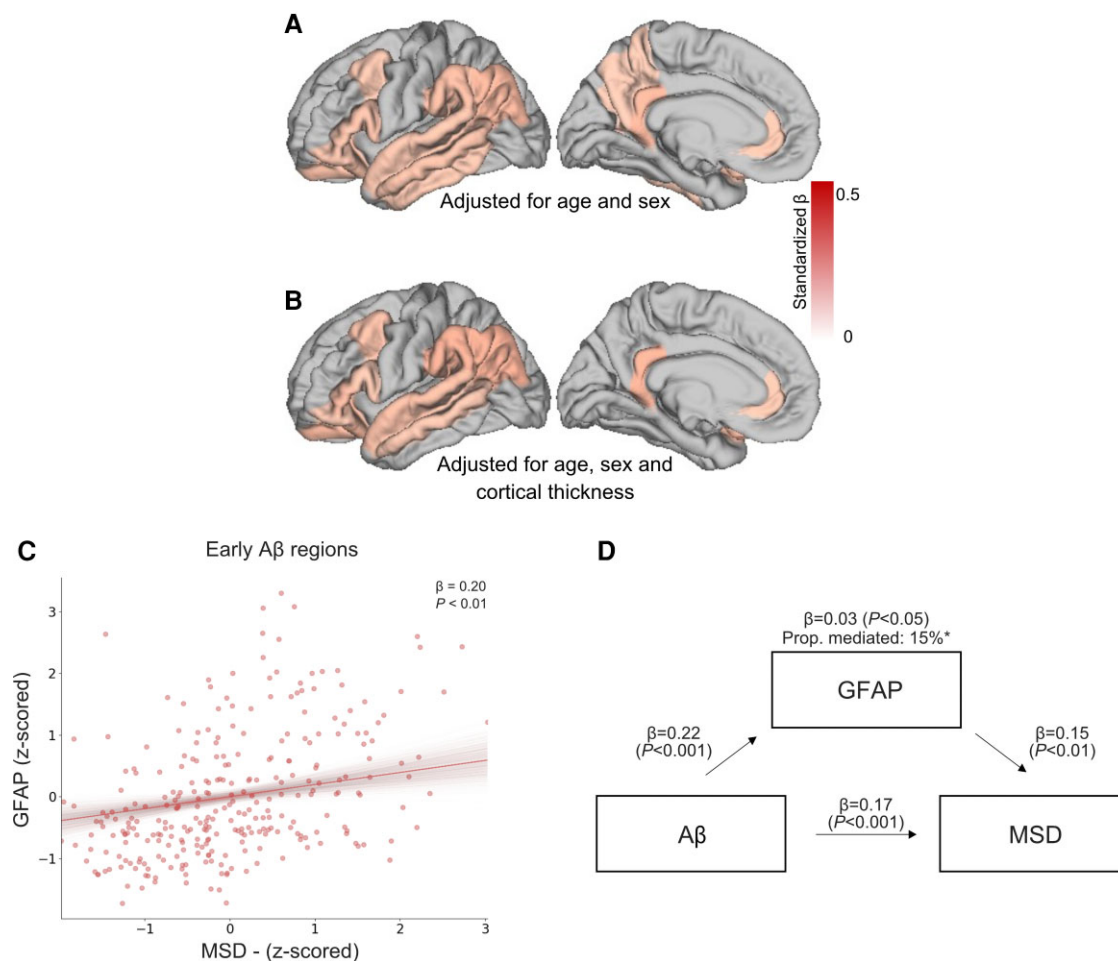 A
Adjusted for age and sex
B
Adjusted for age, sex and
cortical thickness
0.5
Standardized β
0
C
Early Aβ regions
β = 0.20
P < 0.01
3
2
1
0
−1
GFAP (z-scored)
−1
0
1
2
3
MSD - (z-scored)
D
β=0.03 (P<0.05)
Prop. mediated: 15%*
GFAP
β=0.22
(P<0.001)
β=0.15
(P<0.01)
Aβ
β=0.17
(P<0.001)
MSD